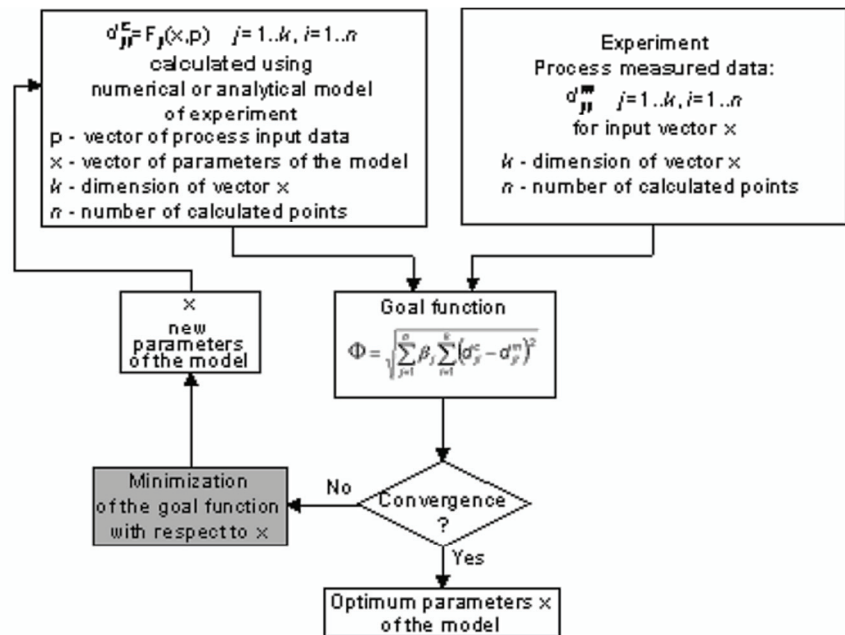 d^c_ji=F_j(x,p) j=1..k, i=1..n
calculated using
numerical or analytical model
of experiment
p - vector of process input data
x - vector of parameters of the model
k - dimension of vector x
n - number of calculated points
Experiment
Process measured data:
d^m_ji j=1..k, i=1..n
for input vector x
k - dimension of vector x
n - number of calculated points
x
new
parameters
of the model
Goal function
Φ = √(∑_{j=1}^{n} β_j ∑_{i=1}^{k} (d^c_ji − d^m_ji)^2)
Minimization
of the goal function
with respect to x
No
Convergence
?
Yes
Optimum parameters x
of the model